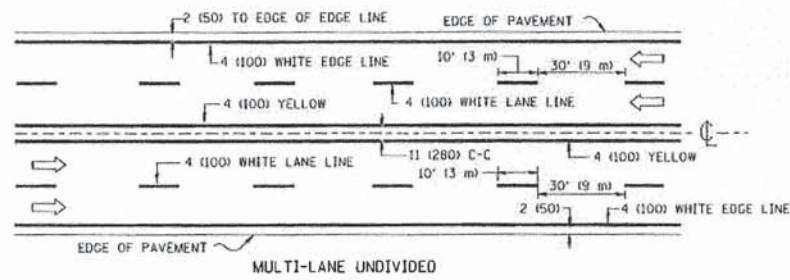 2 (50) TO EDGE OF EDGE LINE
EDGE OF PAVEMENT
4 (100) WHITE EDGE LINE
10' (3 m)
30' (9 m)
4 (100) YELLOW
4 (100) WHITE LANE LINE
℄
4 (100) WHITE LANE LINE
11 (280) C-C
4 (100) YELLOW
10' (3 m)
30' (9 m)
2 (50)
4 (100) WHITE EDGE LINE
EDGE OF PAVEMENT
MULTI-LANE UNDIVIDED